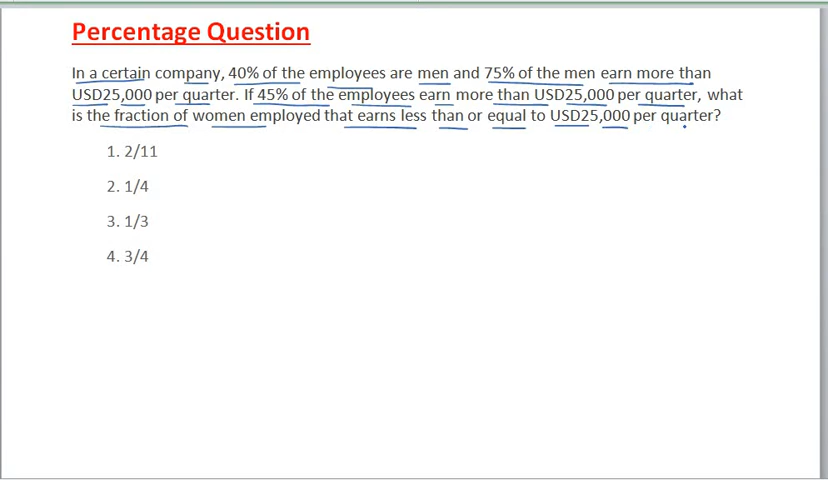 Percentage Question
In a certain company, 40% of the employees are men and 75% of the men earn more than
USD25,000 per quarter. If 45% of the employees earn more than USD25,000 per quarter, what
is the fraction of women employed that earns less than or equal to USD25,000 per quarter?
1. 2/11
2. 1/4
3. 1/3
4. 3/4